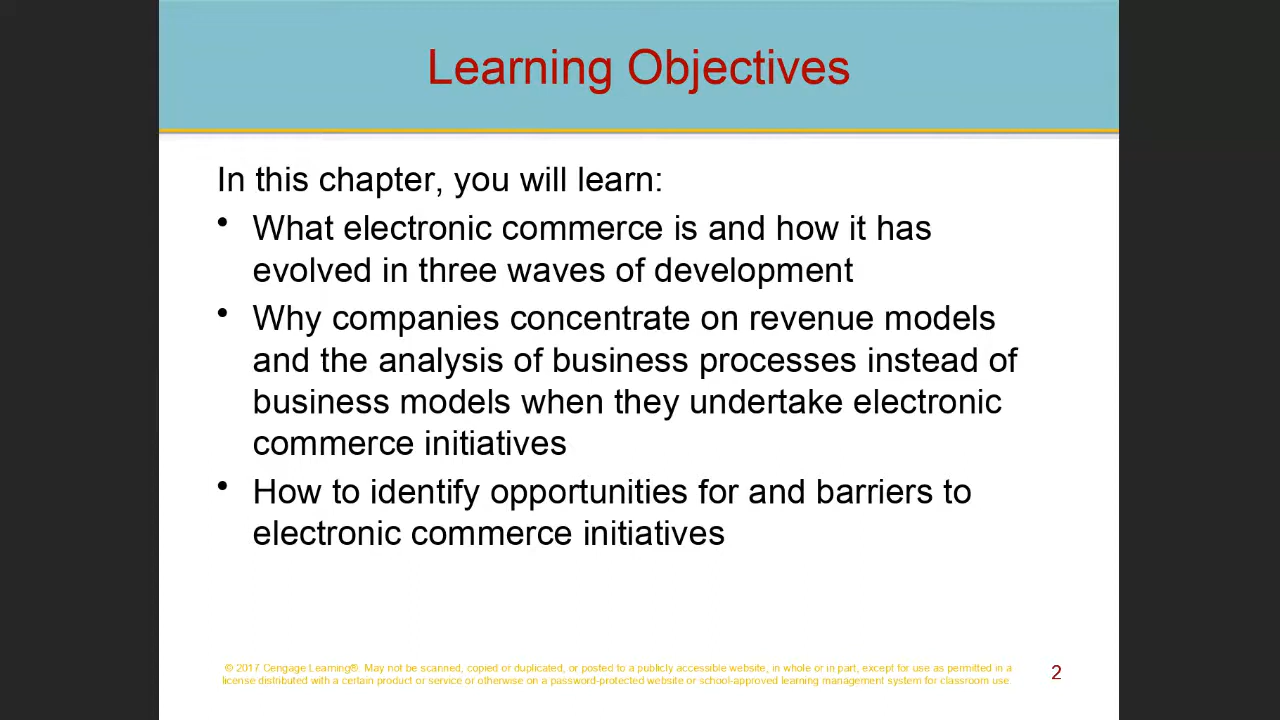 Learning Objectives
In this chapter, you will learn:
• What electronic commerce is and how it has
evolved in three waves of development
• Why companies concentrate on revenue models
and the analysis of business processes instead of
business models when they undertake electronic
commerce initiatives
• How to identify opportunities for and barriers to
electronic commerce initiatives
© 2017 Cengage Learning®. May not be scanned, copied or duplicated, or posted to a publicly accessible website, in whole or in part, except for use as permitted in a
license distributed with a certain product or service or otherwise on a password-protected website or school-approved learning management system for classroom use.
2